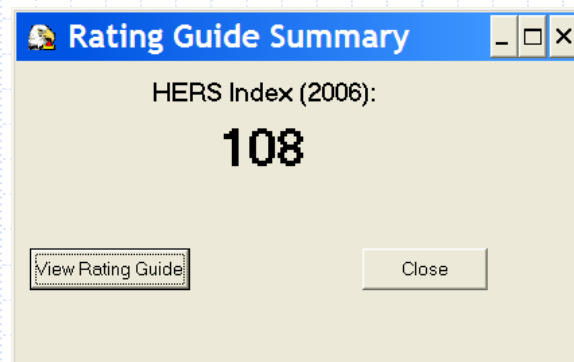 Rating Guide Summary
HERS Index (2006):
108
View Rating Guide
Close